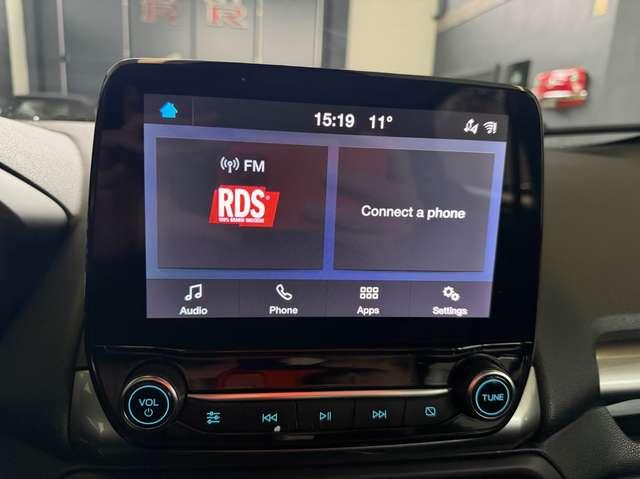 R R
15:19 11°
FM
RDS
100% GRANDI SUCCESSI
Connect a phone
Audio
Phone
Apps
Settings
VOL
TUNE